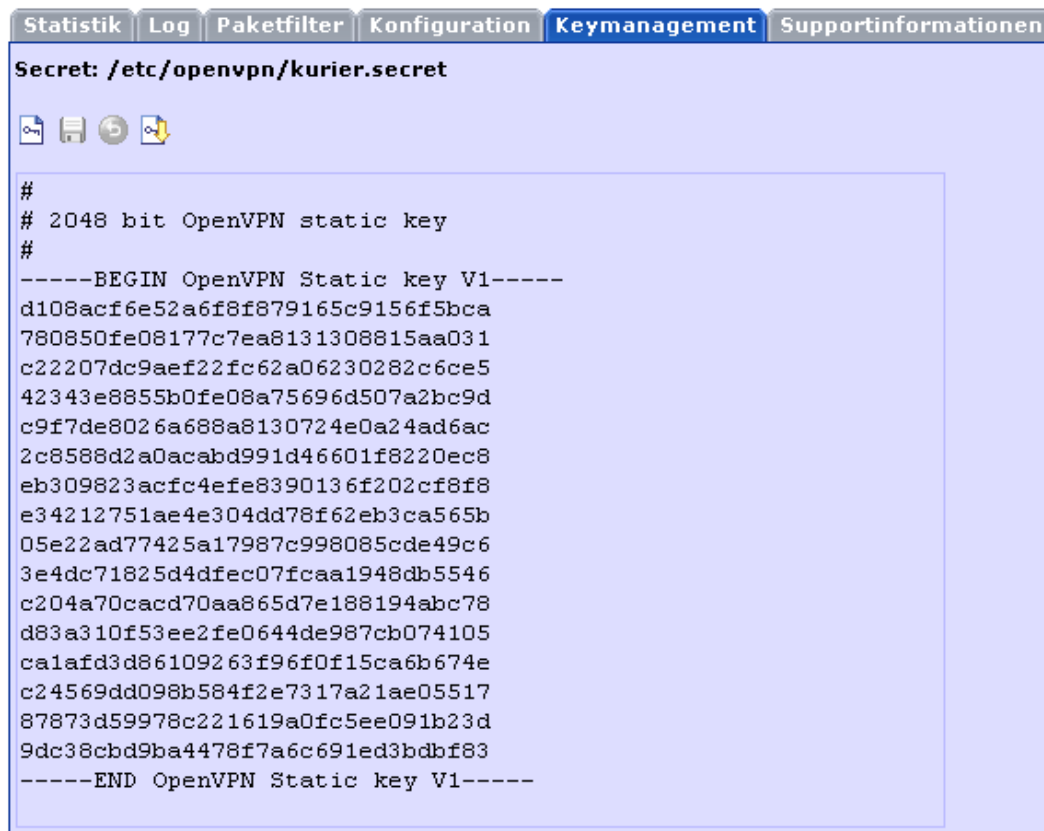 Statistik Log Paketfilter Konfiguration Keymanagement Supportinformationen
Secret: /etc/openvpn/kurier.secret
#
# 2048 bit OpenVPN static key
#
-----BEGIN OpenVPN Static key V1-----
d108acf6e52a6f8f879165c9156f5bca
780850fe08177c7ea8131308815aa031
c22207dc9aef22fc62a06230282c6ce5
42343e8855b0fe08a75696d507a2bc9d
c9f7de8026a688a8130724e0a24ad6ac
2c8588d2a0acabd991d46601f8220ec8
eb309823acfc4efe8390136f202cf8f8
e34212751ae4e304dd78f62eb3ca565b
05e22ad77425a17987c998085cde49c6
3e4dc71825d4dfec07fcaa1948db5546
c204a70cacd70aa865d7e188194abc78
d83a310f53ee2fe0644de987cb074105
ca1afd3d86109263f96f0f15ca6b674e
c24569dd098b584f2e7317a21ae05517
87873d59978c221619a0fc5ee091b23d
9dc38cbd9ba4478f7a6c691ed3bdbf83
-----END OpenVPN Static key V1-----